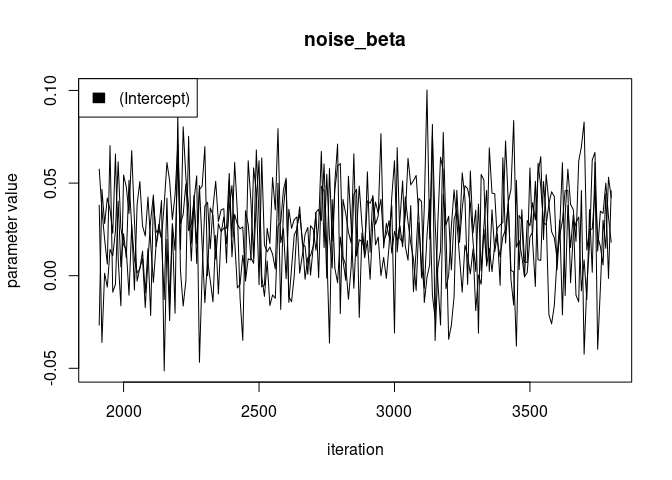 noise_beta
(Intercept)
parameter value
0.10
0.05
0.00
-0.05
2000 2500 3000 3500
iteration